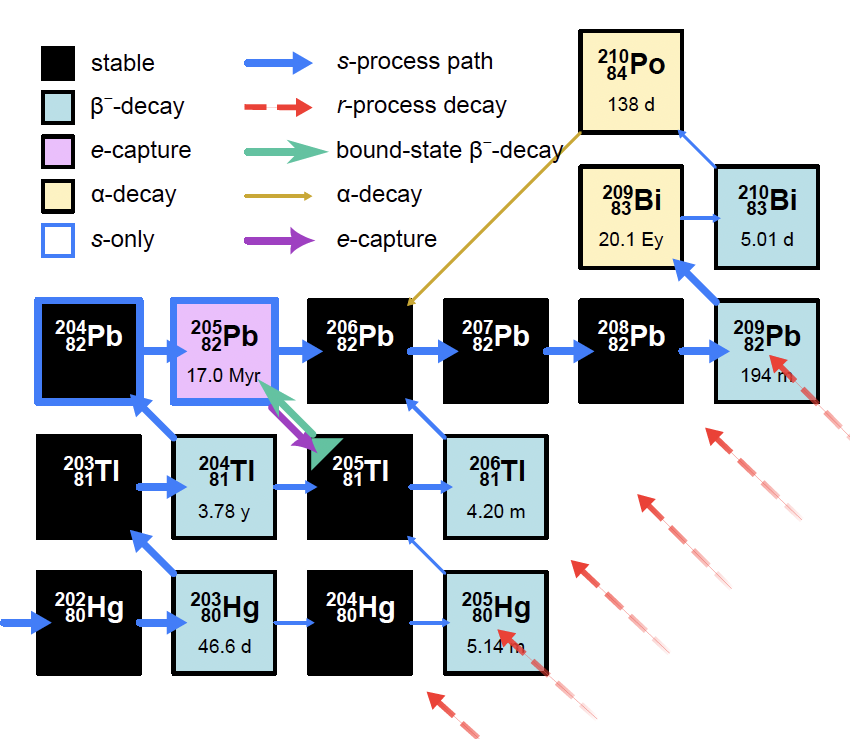 stable
s-process path
β⁻-decay
r-process decay
e-capture
bound-state β⁻-decay
α-decay
α-decay
s-only
e-capture
²¹⁰₈₄Po
138 d
²⁰⁹₈₃Bi
20.1 Ey
²¹⁰₈₃Bi
5.01 d
²⁰⁴₈₂Pb
²⁰⁵₈₂Pb
17.0 Myr
²⁰⁶₈₂Pb
²⁰⁷₈₂Pb
²⁰⁸₈₂Pb
²⁰⁹₈₂Pb
194 m
²⁰³₈₁Tl
²⁰⁴₈₁Tl
3.78 y
²⁰⁵₈₁Tl
²⁰⁶₈₁Tl
4.20 m
²⁰²₈₀Hg
²⁰³₈₀Hg
46.6 d
²⁰⁴₈₀Hg
²⁰⁵₈₀Hg
5.14 m